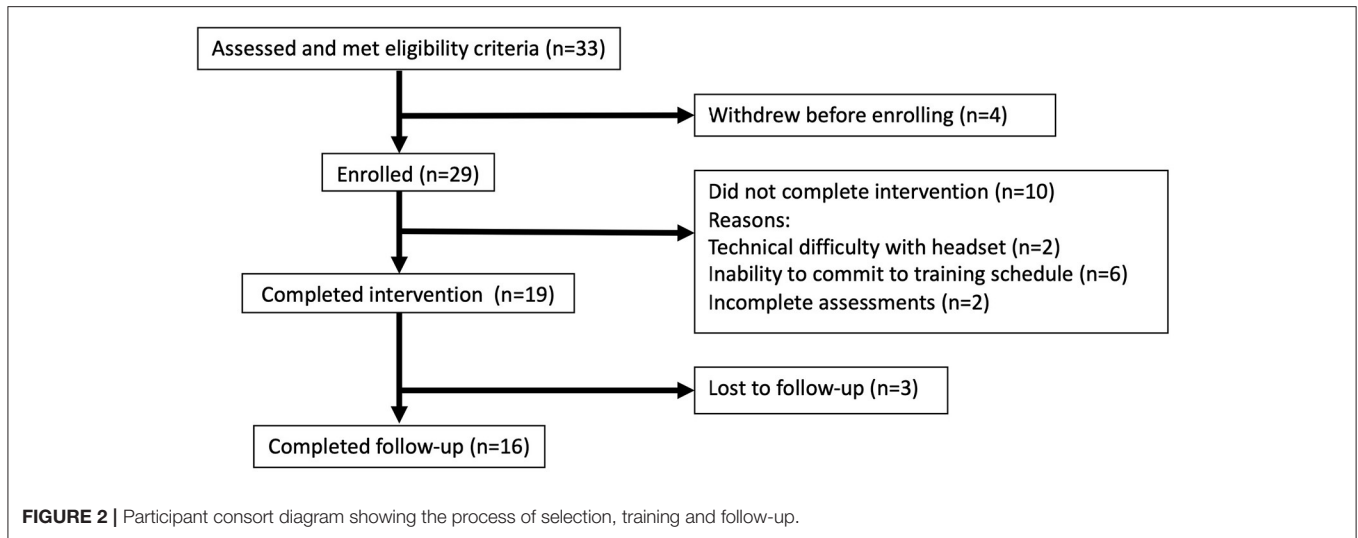 Assessed and met eligibility criteria (n=33)
Withdrew before enrolling (n=4)
Enrolled (n=29)
Did not complete intervention (n=10)
Reasons:
Technical difficulty with headset (n=2)
Inability to commit to training schedule (n=6)
Incomplete assessments (n=2)
Completed intervention (n=19)
Lost to follow-up (n=3)
Completed follow-up (n=16)
FIGURE 2 | Participant consort diagram showing the process of selection, training and follow-up.